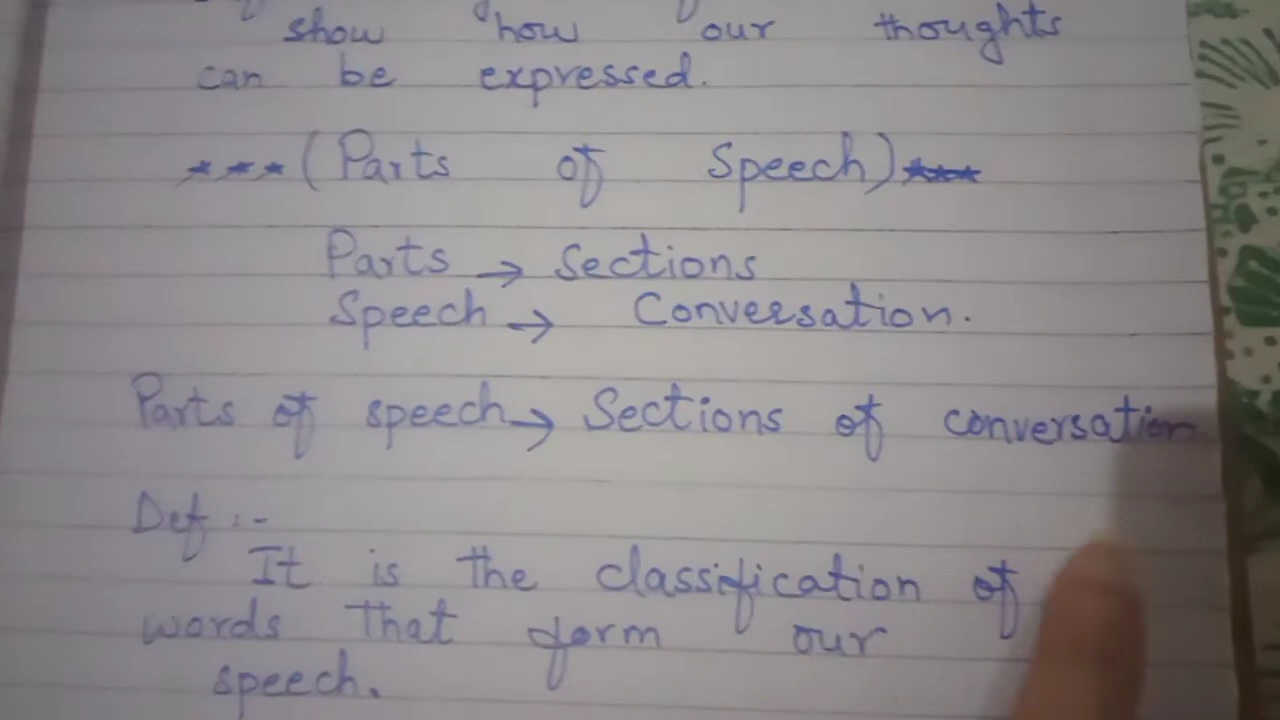 show how our thoughts
can be expressed.
*** (Parts of Speech) ***
Parts → Sections
Speech → Conversation.
Parts of speech → Sections of conversation
Def :-
It is the classification of
words that form our
speech.